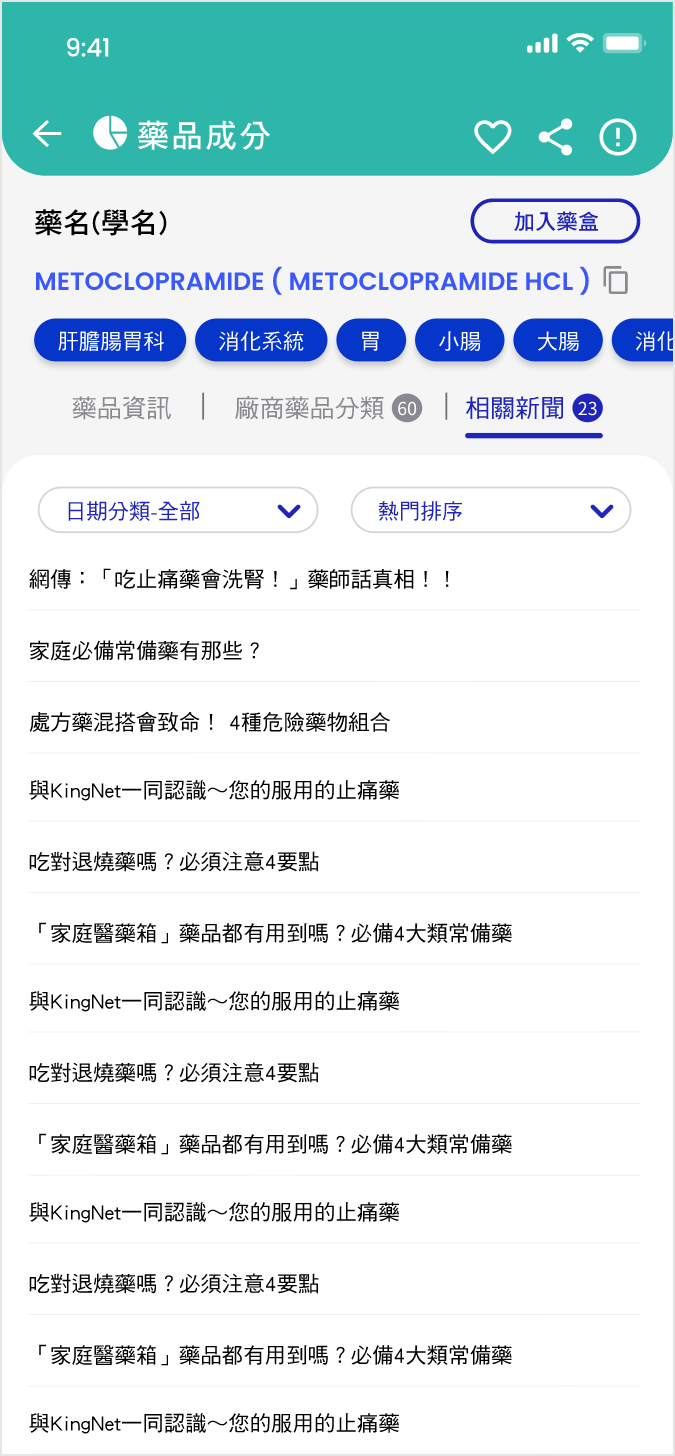 9:41
藥品成分
藥名(學名)
加入藥盒
METOCLOPRAMIDE ( METOCLOPRAMIDE HCL )
肝膽腸胃科 消化系統 胃 小腸 大腸 消化
藥品資訊 | 廠商藥品分類 60 | 相關新聞 23
日期分類-全部 熱門排序
網傳：「吃止痛藥會洗腎！」藥師話真相！！
家庭必備常備藥有那些？
處方藥混搭會致命！ 4種危險藥物組合
與KingNet一同認識～您的服用的止痛藥
吃對退燒藥嗎？必須注意4要點
「家庭醫藥箱」藥品都有用到嗎？必備4大類常備藥
與KingNet一同認識～您的服用的止痛藥
吃對退燒藥嗎？必須注意4要點
「家庭醫藥箱」藥品都有用到嗎？必備4大類常備藥
與KingNet一同認識～您的服用的止痛藥
吃對退燒藥嗎？必須注意4要點
「家庭醫藥箱」藥品都有用到嗎？必備4大類常備藥
與KingNet一同認識～您的服用的止痛藥